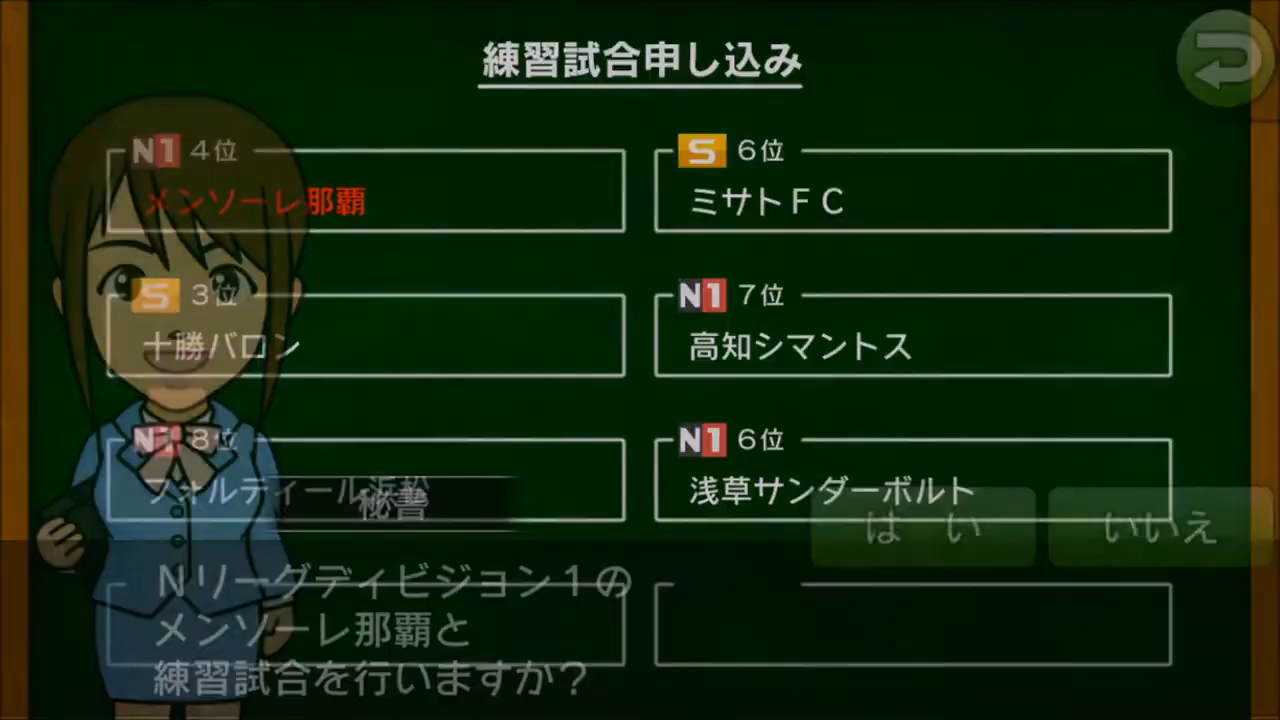 練習試合申し込み
N1 4位
メンソーレ那覇
S 6位
ミサトFC
S 3位
十勝バロン
N1 7位
高知シマントス
N1 8位
フォルティール浜松
N1 6位
浅草サンダーボルト
秘書
はい
いいえ
Nリーグディビジョン1の
メンソーレ那覇と
練習試合を行いますか?